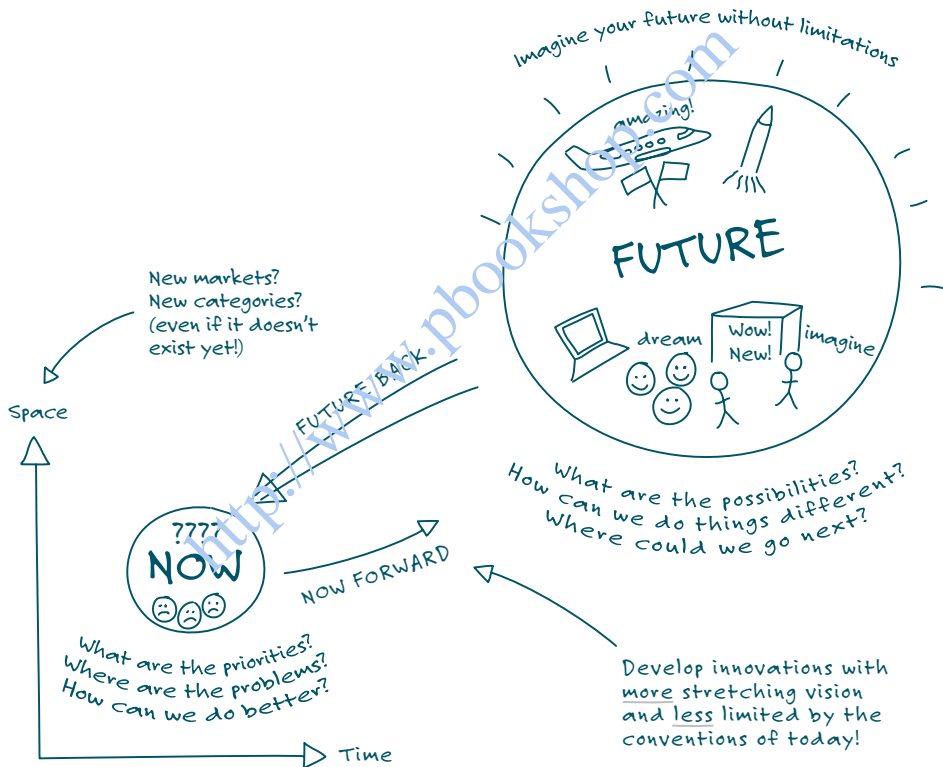 Imagine your future without limitations
amazing!
FUTURE
dream
Wow!
New!
imagine
What are the possibilities?
How can we do things different?
Where could we go next?
New markets?
New categories?
(even if it doesn't
exist yet!)
Space
FUTURE BACK
????
NOW
NOW FORWARD
What are the priorities?
Where are the problems?
How can we do better?
Develop innovations with
more stretching vision
and less limited by the
conventions of today!
Time
http://www.pbookshop.com